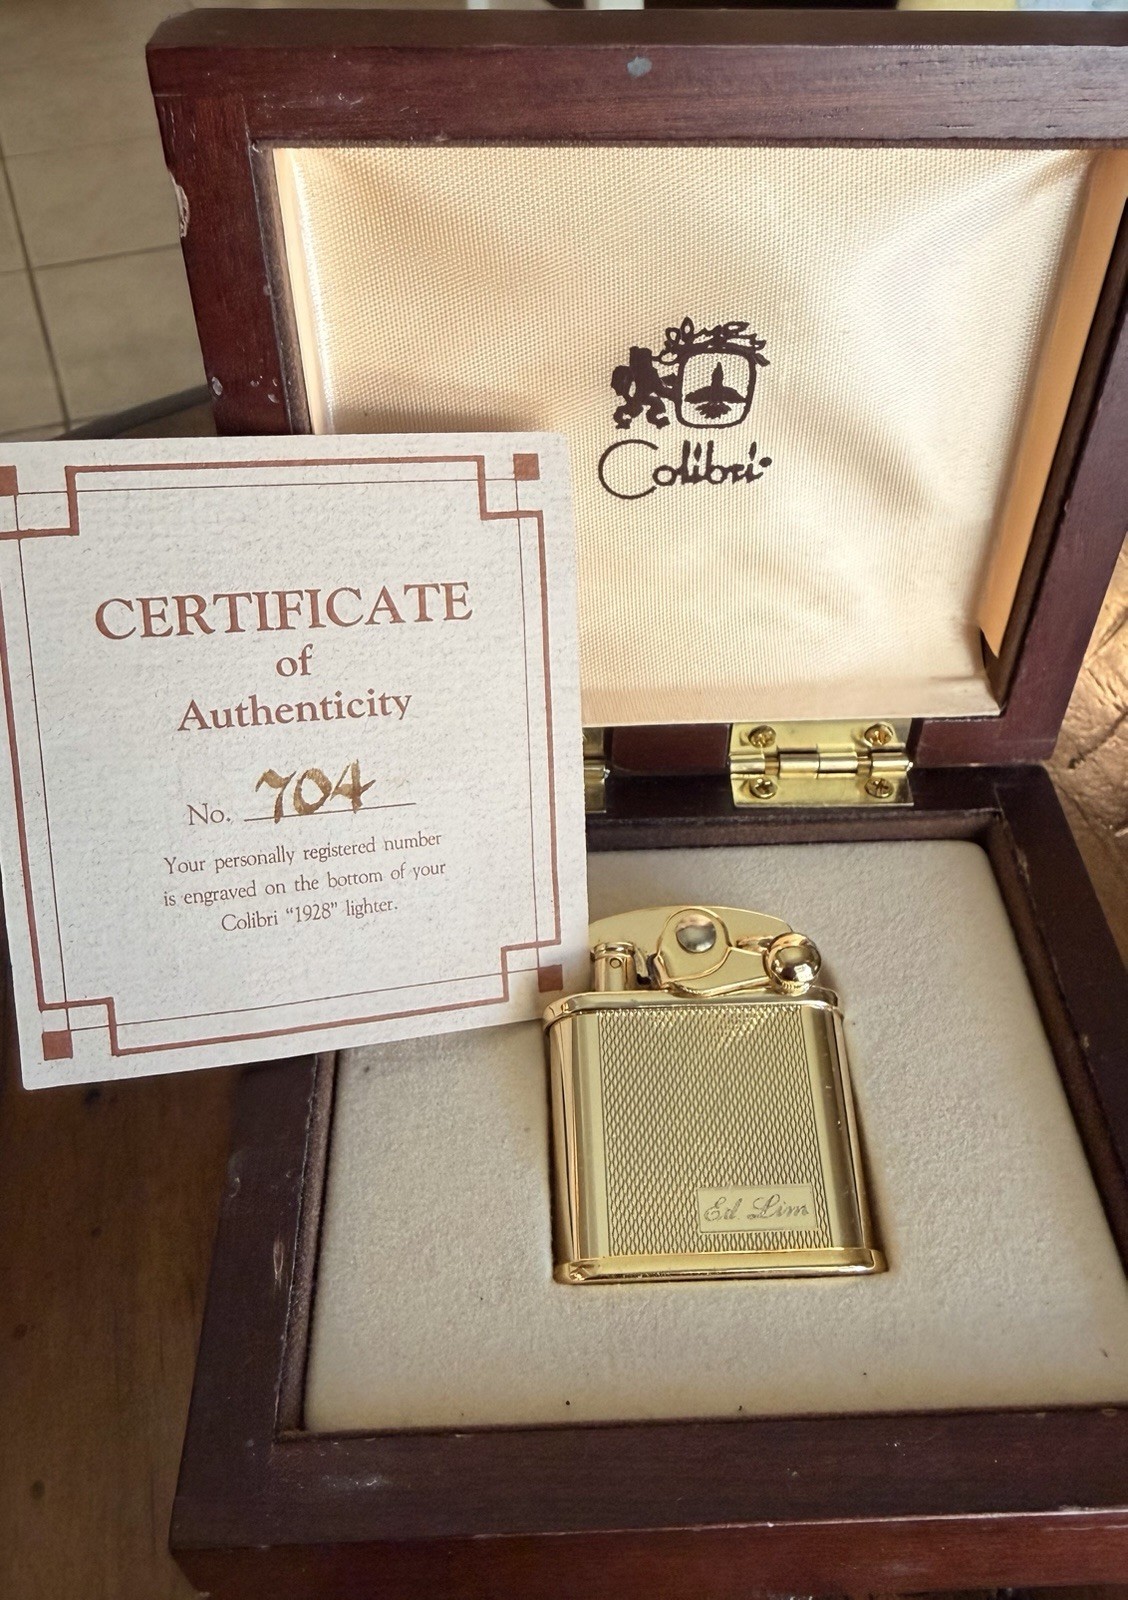 Colibri
CERTIFICATE
of
Authenticity
No. 704
Your personally registered number
is engraved on the bottom of your
Colibri "1928" lighter.
Ed Lim